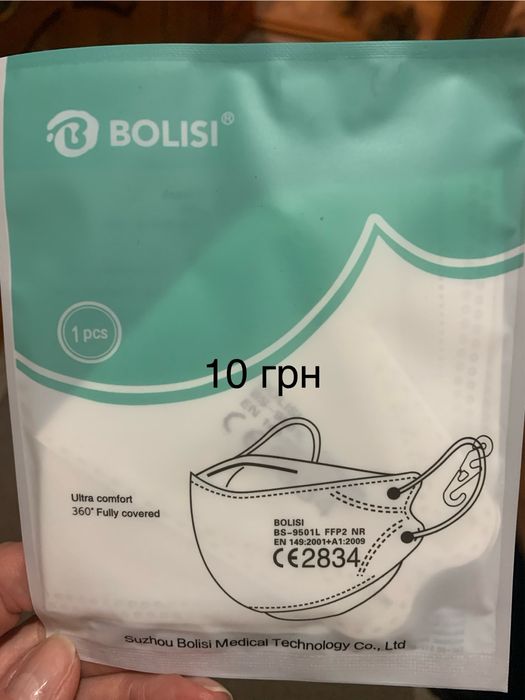 BOLISI®
1 pcs
10 грн
Ultra comfort
360° Fully covered
BOLISI
BS-9501L FFP2 NR
EN 149:2001+A1:2009
CE2834
Suzhou Bolisi Medical Technology Co., Ltd